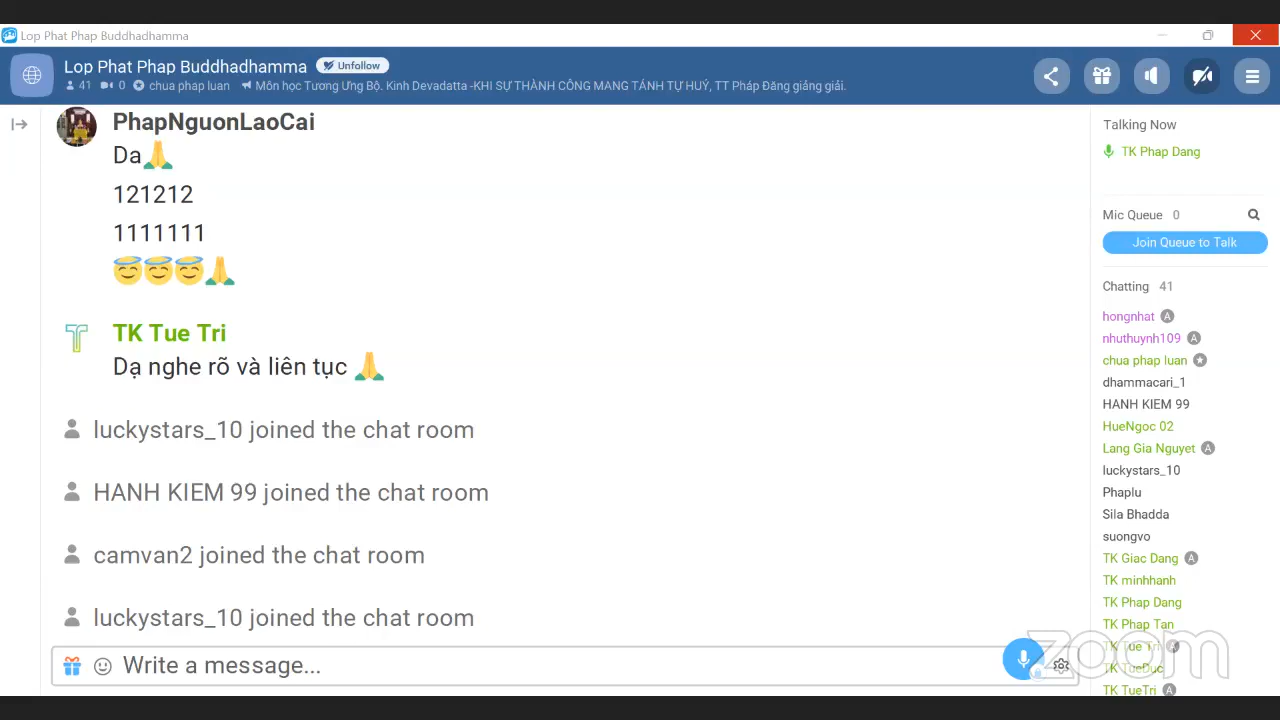 Lop Phat Phap Buddhadhamma
Lop Phat Phap Buddhadhamma
Unfollow
41 0 chua pháp luan Môn học Tương Ưng Bộ. Kinh Devadatta -KHI SỰ THÀNH CÔNG MANG TÁNH TỰ HUỶ, TT Pháp Đăng giảng giải.
PhapNguonLaoCai
Da🙏
121212
1111111
😇😇😇🙏
TK Tue Tri
Dạ nghe rõ và liên tục 🙏
luckystars_10 joined the chat room
HANH KIEM 99 joined the chat room
camvan2 joined the chat room
luckystars_10 joined the chat room
Write a message...
Talking Now
TK Phap Dang
Mic Queue 0
Join Queue to Talk
Chatting 41
hongnhat A
nhuthuynh109 A
chua phap luan
dhammacari_1
HANH KIEM 99
HueNgoc 02
Lang Gia Nguyet A
luckystars_10
Phaplu
Sila Bhadda
suongvo
TK Giac Dang A
TK minhhanh
TK Phap Dang
TK Phap Tan
TK Tue Tri A
TK TueDuc
TK TueTri A
zoom